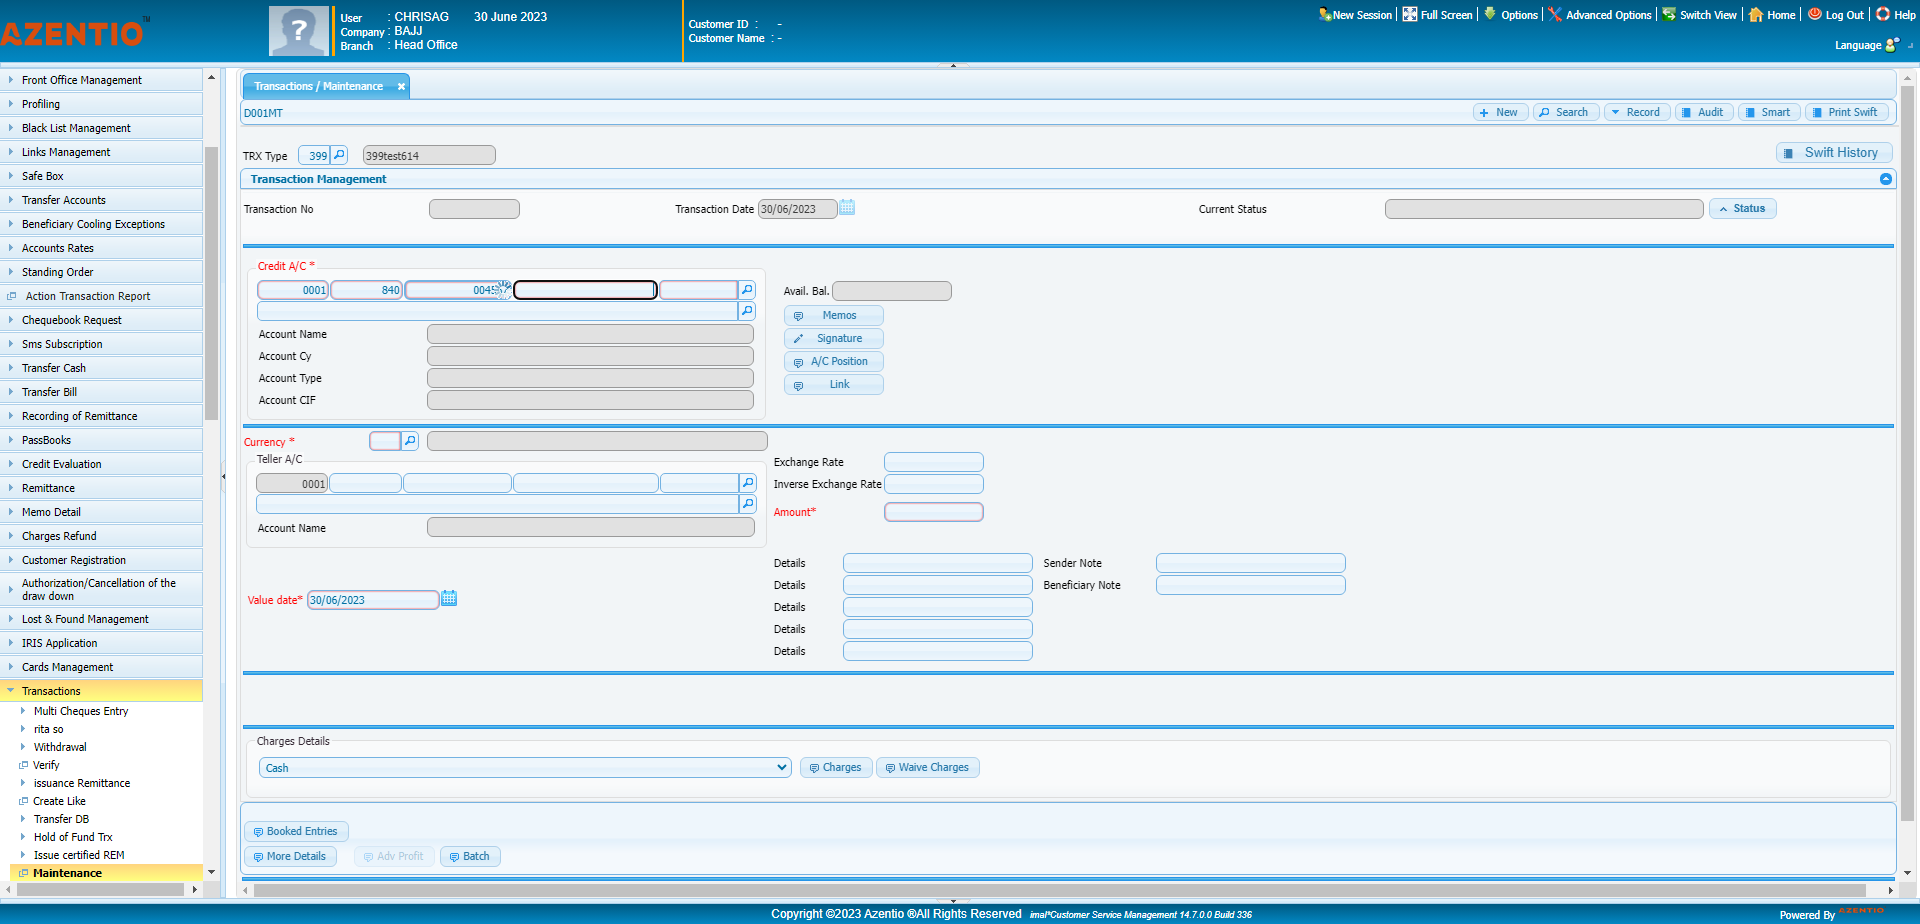 AZENTIO™
User : CHRISAG 30 June 2023
Company : BAJJ
Branch : Head Office
Customer ID : -
Customer Name : -
New Session
Full Screen
Options
Advanced Options
Switch View
Home
Log Out
Help
Language
Front Office Management
Profiling
Black List Management
Links Management
Safe Box
Transfer Accounts
Beneficiary Cooling Exceptions
Accounts Rates
Standing Order
Action Transaction Report
Chequebook Request
Sms Subscription
Transfer Cash
Transfer Bill
Recording of Remittance
PassBooks
Credit Evaluation
Remittance
Memo Detail
Charges Refund
Customer Registration
Authorization/Cancellation of the
draw down
Lost & Found Management
IRIS Application
Cards Management
Transactions
Multi Cheques Entry
rita so
Withdrawal
Verify
issuance Remittance
Create Like
Transfer DB
Hold of Fund Trx
Issue certified REM
Maintenance
Transactions / Maintenance
D001MT
New
Search
Record
Audit
Smart
Print Swift
TRX Type 399 399test614
Swift History
Transaction Management
Transaction No
Transaction Date 30/06/2023
Current Status
Status
Credit A/C *
0001 840 0045
Avail. Bal.
Memos
Account Name
Signature
Account Cy
A/C Position
Account Type
Link
Account CIF
Currency *
Teller A/C
0001
Account Name
Exchange Rate
Inverse Exchange Rate
Amount*
Value date* 30/06/2023
Details
Sender Note
Details
Beneficiary Note
Details
Details
Details
Charges Details
Cash
Charges
Waive Charges
Booked Entries
More Details
Adv Profit
Batch
Copyright ©2023 Azentio ®All Rights Reserved imal*Customer Service Management 14.7.0.0 Build 336
Powered By AZENTIO